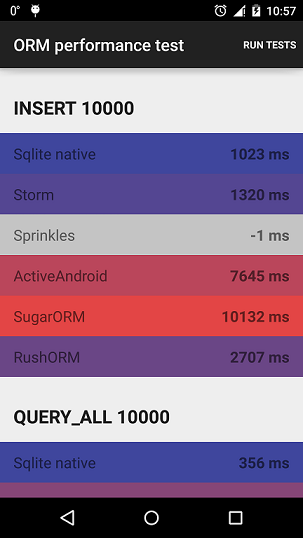 0° 10:57
ORM performance test RUN TESTS
INSERT 10000
Sqlite native 1023 ms
Storm 1320 ms
Sprinkles -1 ms
ActiveAndroid 7645 ms
SugarORM 10132 ms
RushORM 2707 ms
QUERY_ALL 10000
Sqlite native 356 ms